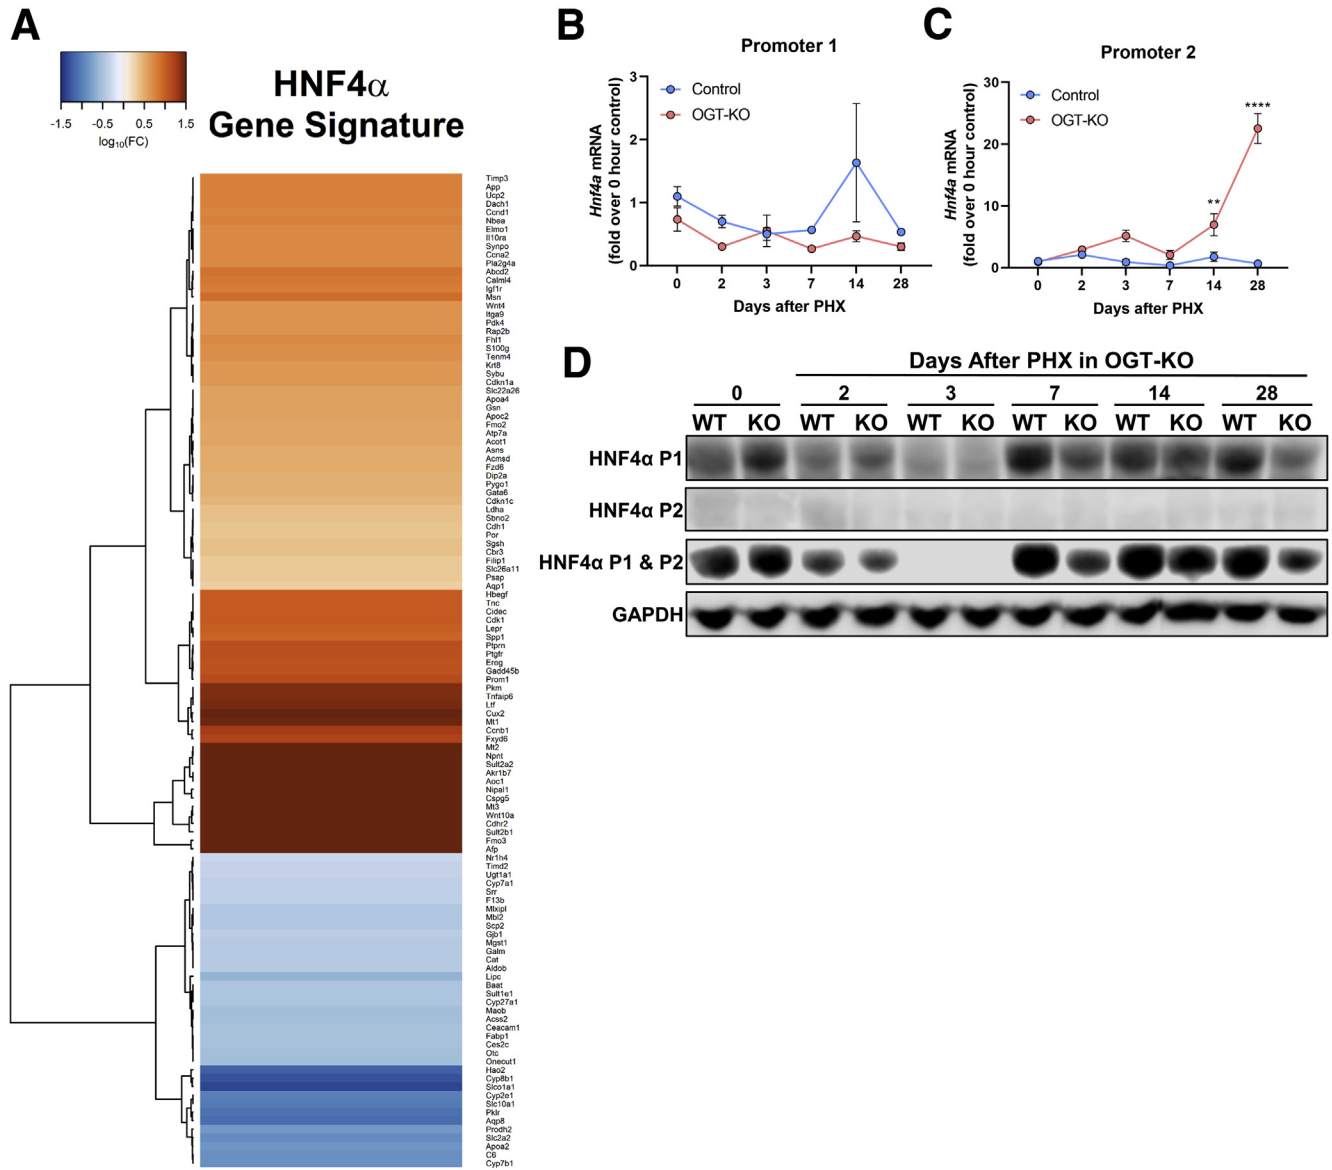 A
-1.5 -0.5 0.5 1.5
log10(FC)
HNF4α
Gene Signature
Timp3
App
Ucp2
Dach1
Ccnd1
Nbea
Elmo1
Il10ra
Synpo
Ccna2
Pla2g4a
Abcd2
Calml4
Igf1r
Msn
Wnt4
Itga9
Pdk4
Rap2b
Fhl1
S100g
Tenm4
Krt8
Sybu
Cdkn1a
Slc22a26
Apoa4
Gsn
Apoc2
Fmo2
Atp7a
Acot1
Asns
Acmsd
Fzd6
Dip2a
Pygo1
Gata6
Cdkn1c
Ldha
Sbno2
Cdh1
Por
Sgsh
Cbr3
Filip1
Slc26a11
Psap
Aqp1
Hbegf
Tnc
Cidec
Cdk1
Lepr
Spp1
Ptprn
Ptgfr
Ereg
Gadd45b
Prom1
Pkm
Tnfaip6
Ltf
Cux2
Mt1
Ccnb1
Fxyd6
Mt2
Npnt
Sult2a2
Akr1b7
Aoc1
Nipal1
Cspg5
Mt3
Wnt10a
Cdhr2
Sult2b1
Fmo3
Afp
Nr1h4
Timd2
Ugt1a1
Cyp7a1
Srr
F13b
Mlxipl
Mbl2
Scp2
Gjb1
Mgst1
Galm
Cat
Aldob
Lipc
Baat
Sult1e1
Cyp27a1
Maob
Acss2
Ceacam1
Fabp1
Ces2c
Otc
Onecut1
Hao2
Cyp8b1
Slco1a1
Cyp2e1
Slc10a1
Pklr
Aqp8
Prodh2
Slc2a2
Apoa2
C6
Cyp7b1
B
Promoter 1
Hnf4a mRNA
(fold over 0 hour control)
3
2
1
0
Control
OGT-KO
0 2 3 7 14 28
Days after PHX
C
Promoter 2
Hnf4a mRNA
(fold over 0 hour control)
30
20
10
0
Control
OGT-KO
**
****
0 2 3 7 14 28
Days after PHX
D
Days After PHX in OGT-KO
0 2 3 7 14 28
WT KO WT KO WT KO WT KO WT KO WT KO
HNF4α P1
HNF4α P2
HNF4α P1 & P2
GAPDH